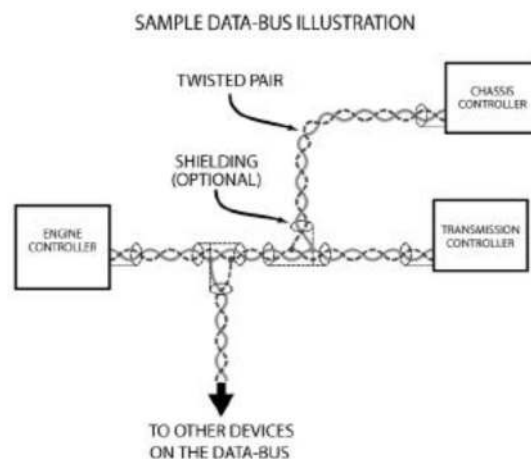 SAMPLE DATA-BUS ILLUSTRATION
TWISTED PAIR
CHASSIS
CONTROLLER
SHIELDING
(OPTIONAL)
ENGINE
CONTROLLER
TRANSMISSION
CONTROLLER
TO OTHER DEVICES
ON THE DATA-BUS